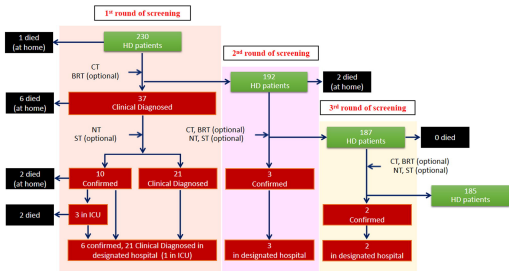 1st round of screening
1 died
(at home)
230
HD patients
CT
BRT (optional)
6 died
(at home)
37
Clinical Diagnosed
NT
ST (optional)
2 died
(at home)
10
Confirmed
21
Clinical Diagnosed
2 died
3 in ICU
6 confirmed, 21 Clinical Diagnosed in
designated hospital (1 in ICU)
2nd round of screening
192
HD patients
2 died
(at home)
CT, BRT (optional)
NT, ST (optional)
3
Confirmed
3
in designated hospital
3rd round of screening
187
HD patients
0 died
CT, BRT (optional)
NT, ST (optional)
185
HD patients
2
Confirmed
2
in designated hospital